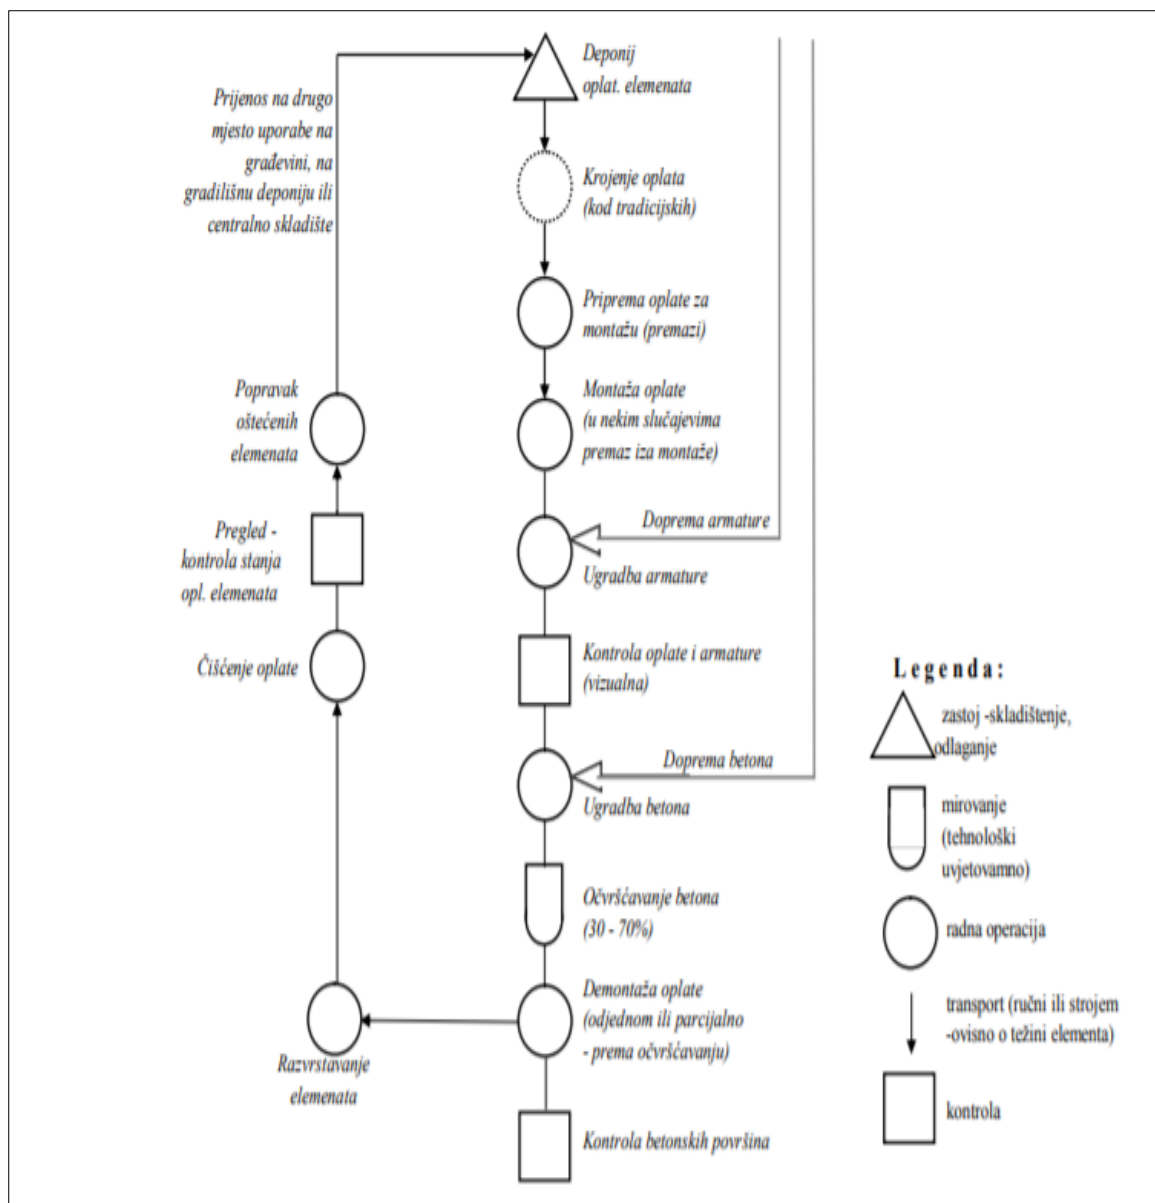 Deponij
oplat. elemenata
Prijenos na drugo
mjesto uporabe na
građevini, na
gradilišnu deponiju ili
centralno skladište
Krojenje oplata
(kod tradicijskih)
Priprema oplate za
montažu (premazi)
Popravak
oštećenih
elemenata
Montaža oplate
(u nekim slučajevima
premaz iza montaže)
Doprema armature
Ugradba armature
Pregled -
kontrola stanja
opl. elemenata
Čišćenje oplate
Kontrola oplate i armature
(vizualna)
Doprema betona
Ugradba betona
Očvršćavanje betona
(30 - 70%)
Demontaža oplate
(odjednom ili parcijalno
- prema očvršćavanju)
Razvrstavanje
elemenata
Kontrola betonskih površina
Legenda:
zastoj -skladištenje,
odlaganje
mirovanje
(tehnološki
uvjetovamno)
radna operacija
transport (ručni ili strojem
-ovisno o težini elementa)
kontrola